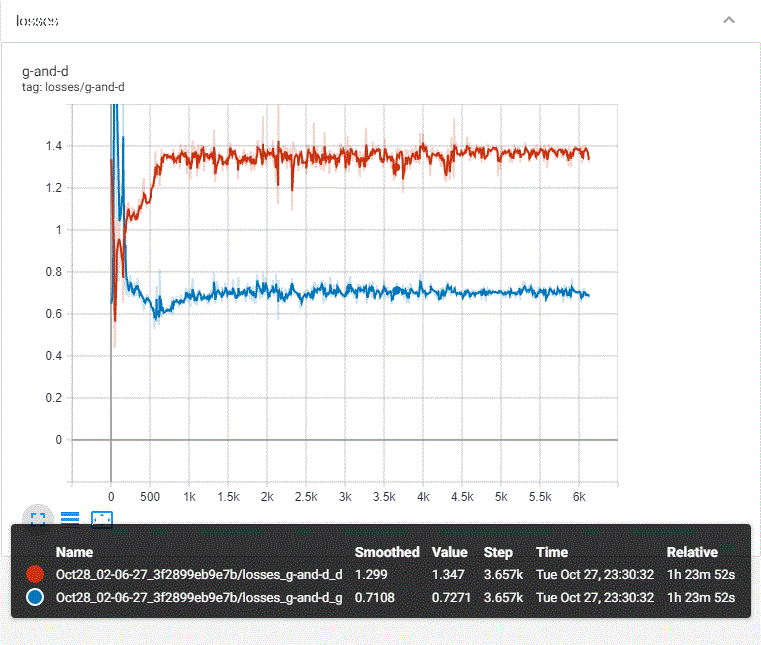 losses
g-and-d
tag: losses/g-and-d
1.4
1.2
1
0.8
0.6
0.4
0.2
0
0 500 1k 1.5k 2k 2.5k 3k 3.5k 4k 4.5k 5k 5.5k 6k
Name Smoothed Value Step Time Relative
Oct28_02-06-27_3f2899eb9e7b/losses_g-and-d_d 1.299 1.347 3.657k Tue Oct 27, 23:30:32 1h 23m 52s
Oct28_02-06-27_3f2899eb9e7b/losses_g-and-d_g 0.7108 0.7271 3.657k Tue Oct 27, 23:30:32 1h 23m 52s